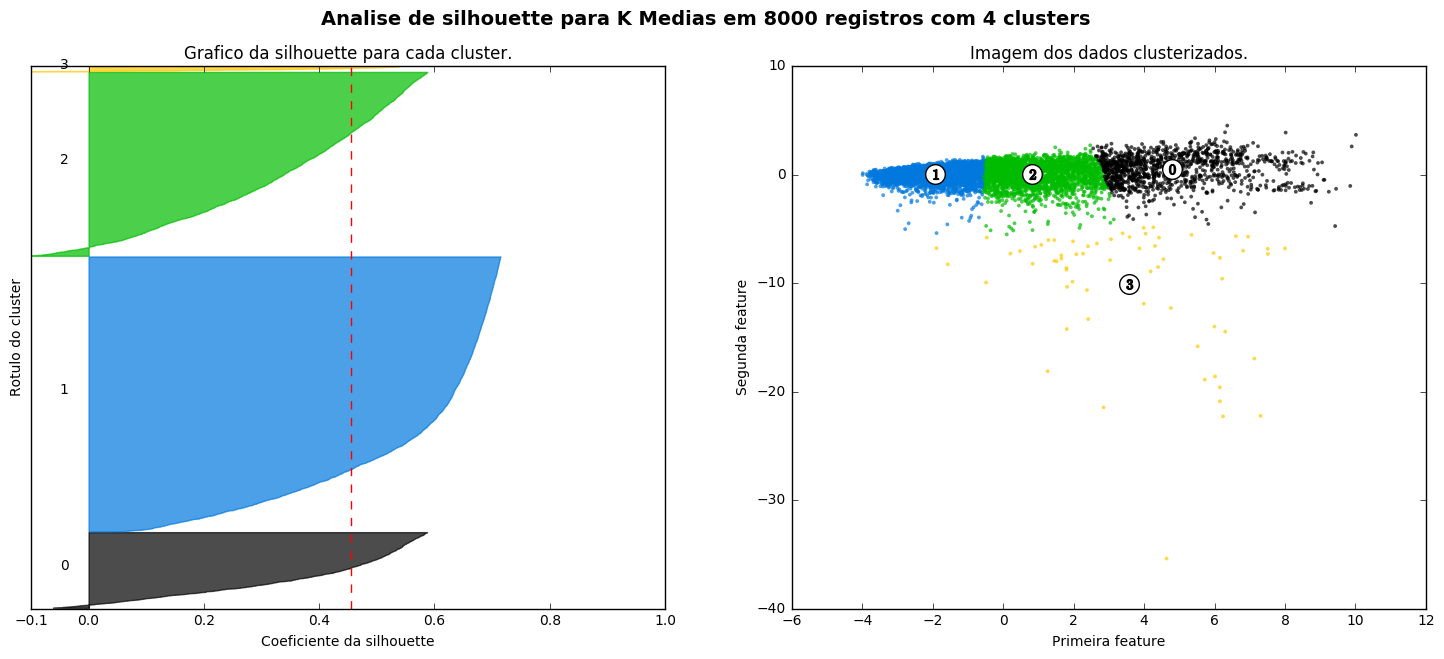 Analise de silhouette para K Medias em 8000 registros com 4 clusters
Grafico da silhouette para cada cluster.
3
2
1
0
Rotulo do cluster
−0.1 0.0 0.2 0.4 0.6 0.8 1.0
Coeficiente da silhouette
Imagem dos dados clusterizados.
10
0
−10
−20
−30
−40
Segunda feature
1 2 0
3
−6 −4 −2 0 2 4 6 8 10 12
Primeira feature